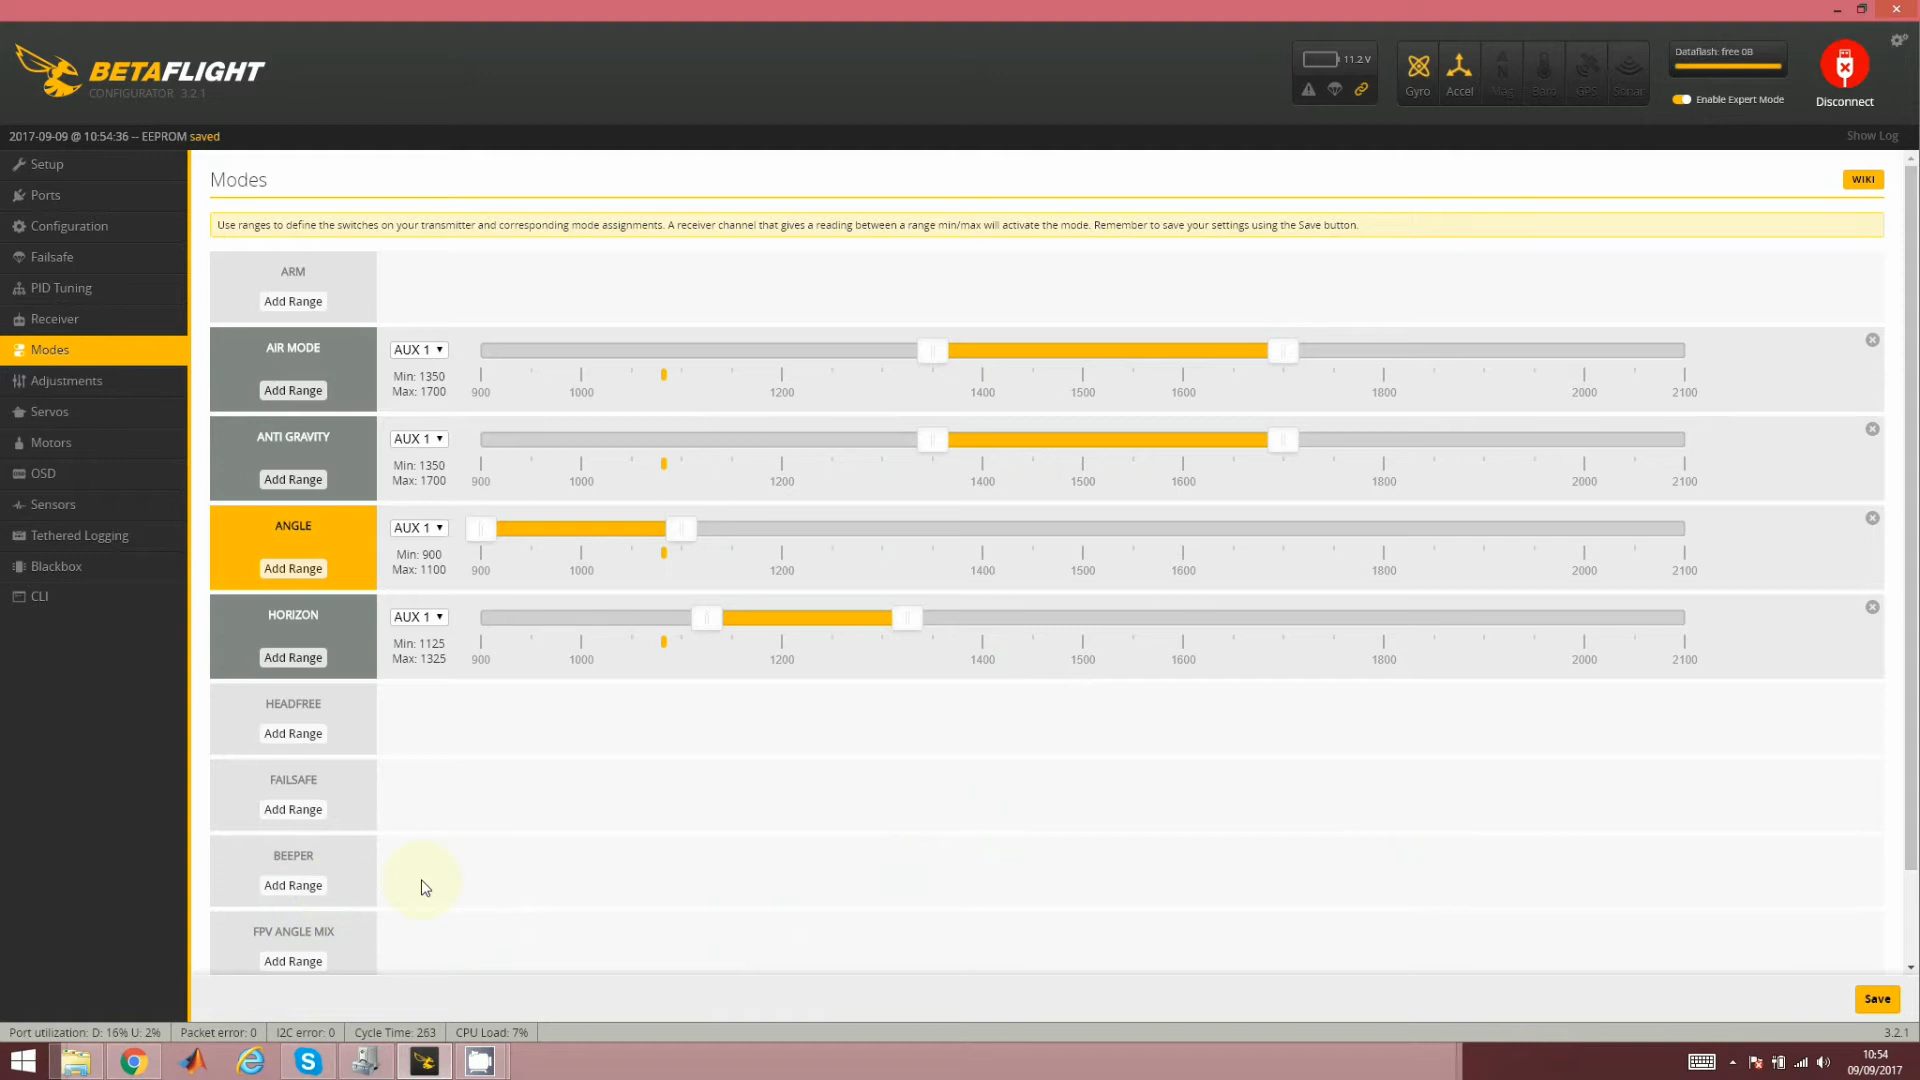 BETAFLIGHT
CONFIGURATOR 3.2.1
11.2 V
Gyro
Accel
Mag
Baro
GPS
Sonar
Dataflash: free 0B
Enable Expert Mode
Disconnect
2017-09-09 @ 10:54:36 -- EEPROM saved
Show Log
Setup
Ports
Configuration
Failsafe
PID Tuning
Receiver
Modes
Adjustments
Servos
Motors
OSD
Sensors
Tethered Logging
Blackbox
CLI
Modes
WIKI
Use ranges to define the switches on your transmitter and corresponding mode assignments. A receiver channel that gives a reading between a range min/max will activate the mode. Remember to save your settings using the Save button.
ARM
Add Range
AIR MODE
Add Range
AUX 1
Min: 1350
Max: 1700
900 1000 1200 1400 1500 1600 1800 2000 2100
ANTI GRAVITY
Add Range
AUX 1
Min: 1350
Max: 1700
900 1000 1200 1400 1500 1600 1800 2000 2100
ANGLE
Add Range
AUX 1
Min: 900
Max: 1100
900 1000 1200 1400 1500 1600 1800 2000 2100
HORIZON
Add Range
AUX 1
Min: 1125
Max: 1325
900 1000 1200 1400 1500 1600 1800 2000 2100
HEADFREE
Add Range
FAILSAFE
Add Range
BEEPER
Add Range
FPV ANGLE MIX
Add Range
Save
Port utilization: D: 16% U: 2% Packet error: 0 I2C error: 0 Cycle Time: 263 CPU Load: 7% 3.2.1
10:54
09/09/2017